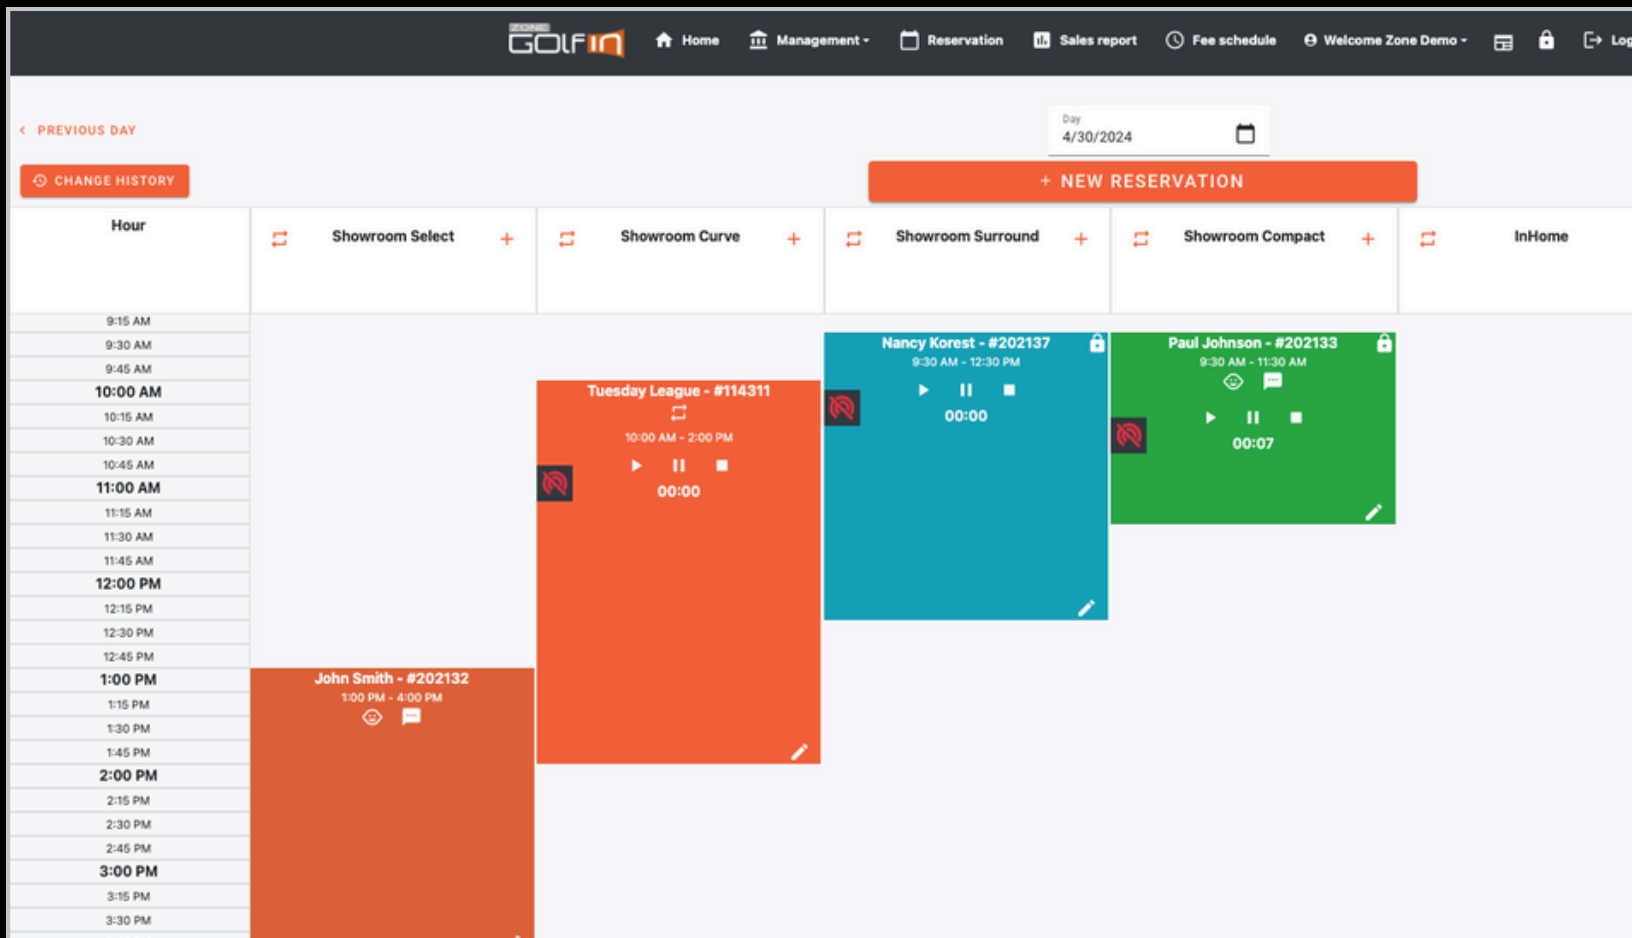 ZONE
GOLFIN
Home
Management
Reservation
Sales report
Fee schedule
Welcome Zone Demo
Log
PREVIOUS DAY
Day
4/30/2024
CHANGE HISTORY
+ NEW RESERVATION
Hour
Showroom Select
+
Showroom Curve
+
Showroom Surround
+
Showroom Compact
+
InHome
9:15 AM
9:30 AM
9:45 AM
10:00 AM
10:15 AM
10:30 AM
10:45 AM
11:00 AM
11:15 AM
11:30 AM
11:45 AM
12:00 PM
12:15 PM
12:30 PM
12:45 PM
1:00 PM
1:15 PM
1:30 PM
1:45 PM
2:00 PM
2:15 PM
2:30 PM
2:45 PM
3:00 PM
3:15 PM
3:30 PM
John Smith - #202132
1:00 PM - 4:00 PM
Tuesday League - #114311
10:00 AM - 2:00 PM
00:00
Nancy Korest - #202137
9:30 AM - 12:30 PM
00:00
Paul Johnson - #202133
9:30 AM - 11:30 AM
00:07